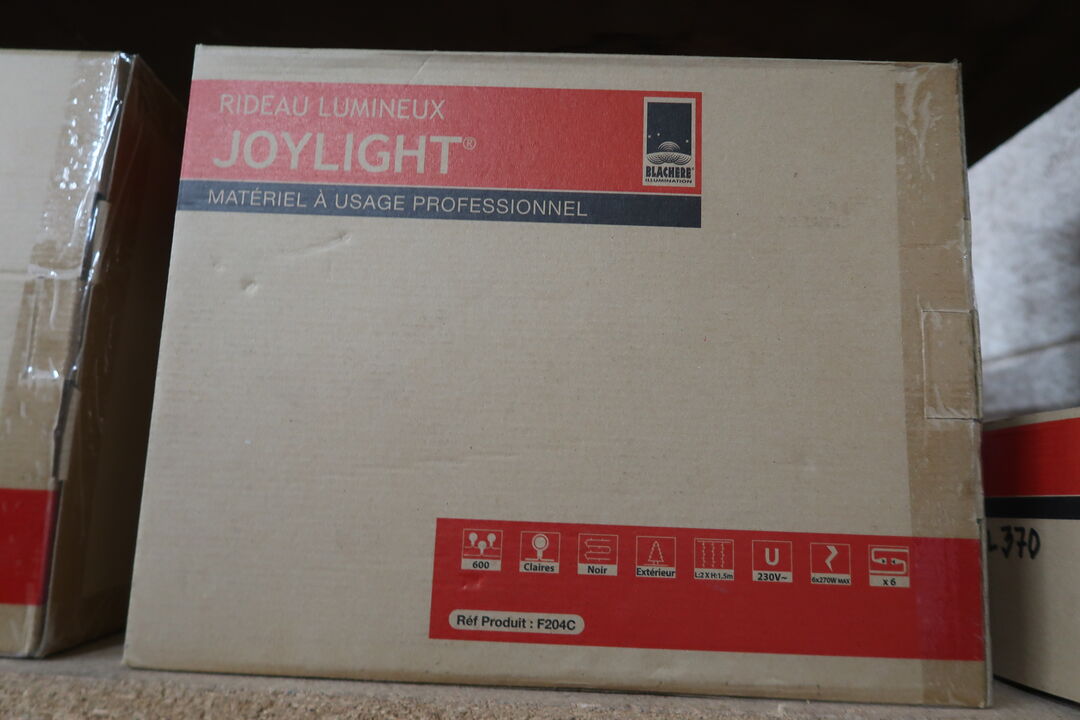 RIDEAU LUMINEUX
JOYLIGHT®
BLACHERE®
ILLUMINATION
MATÉRIEL À USAGE PROFESSIONNEL
600
Claires
Noir
Extérieur
L:2 X H:1,5m
U
230V~
6x270W MAX
x 6
Réf Produit : F204C
370